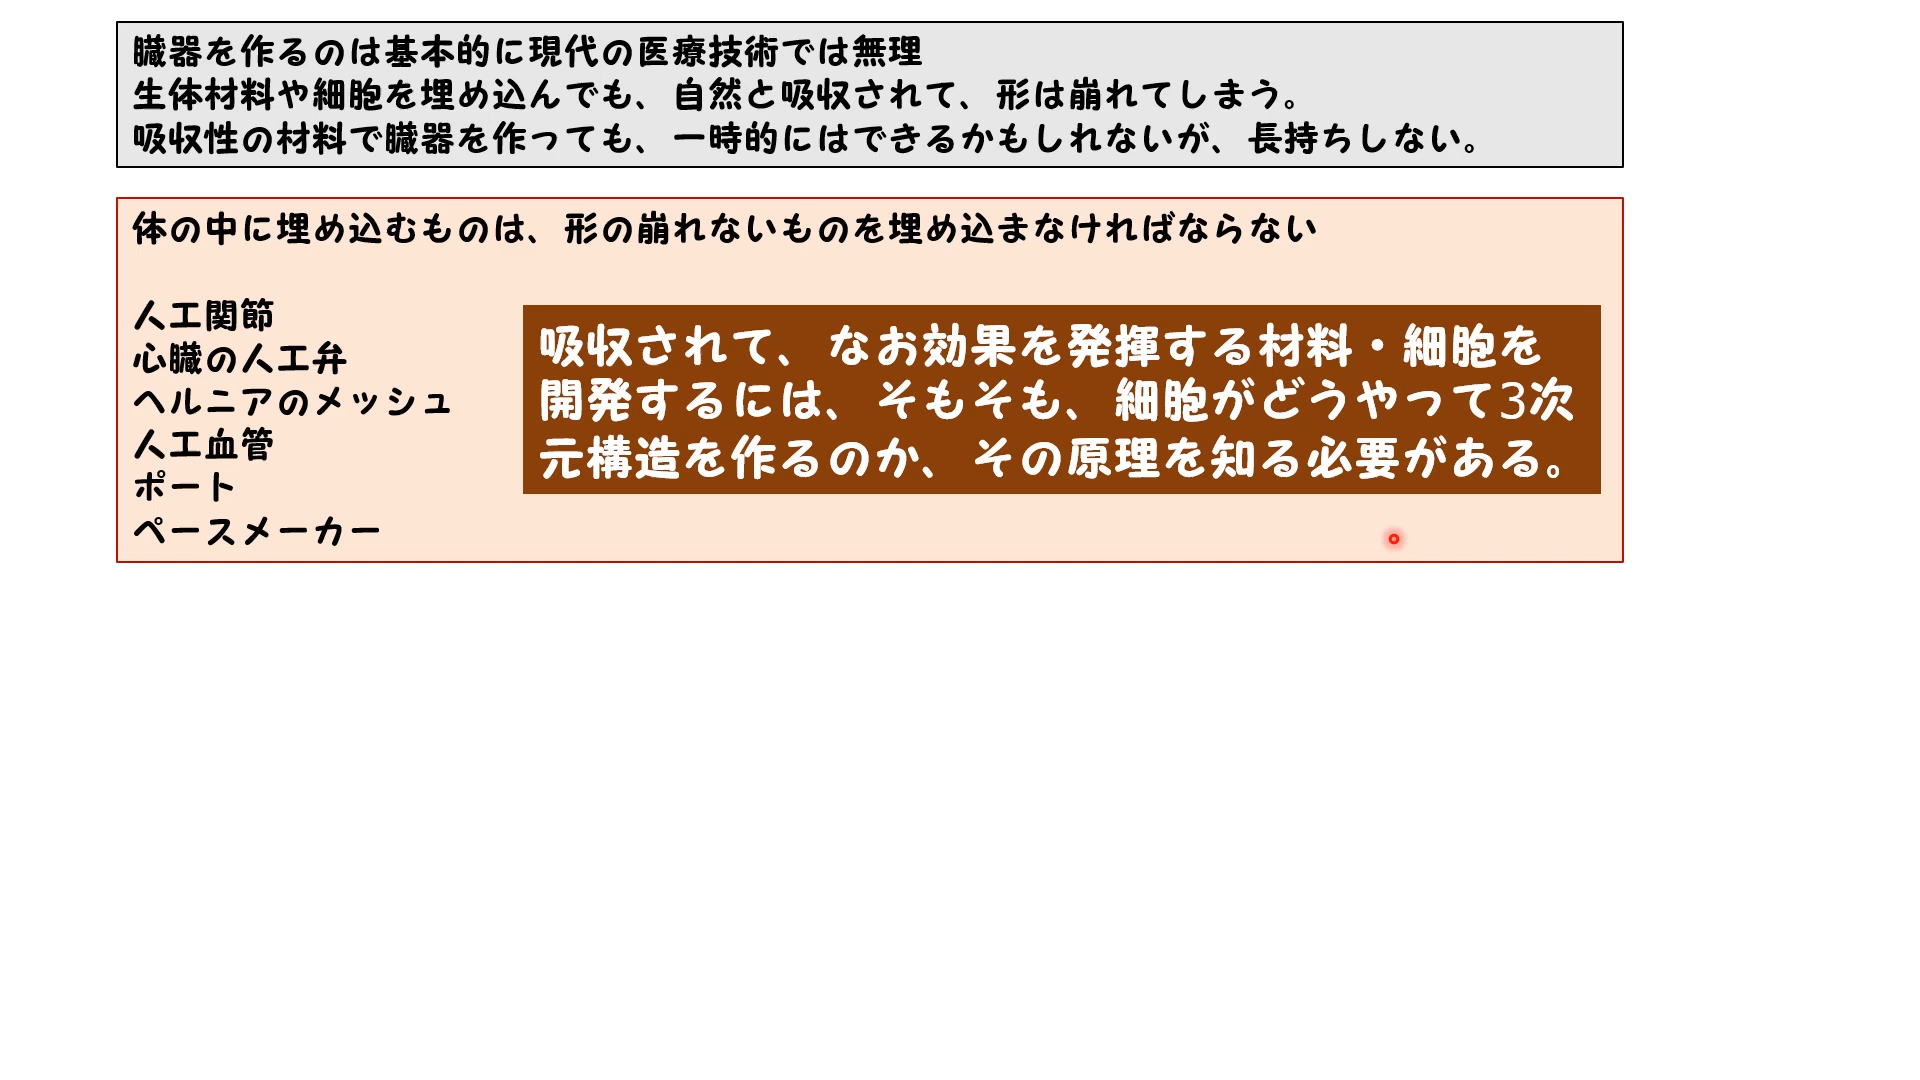 臓器を作るのは基本的に現代の医療技術では無理
生体材料や細胞を埋め込んでも、自然と吸収されて、形は崩れてしまう。
吸収性の材料で臓器を作っても、一時的にはできるかもしれないが、長持ちしない。
体の中に埋め込むものは、形の崩れないものを埋め込まなければならない
人工関節
心臓の人工弁
ヘルニアのメッシュ
人工血管
ポート
ペースメーカー
吸収されて、なお効果を発揮する材料・細胞を
開発するには、そもそも、細胞がどうやって3次
元構造を作るのか、その原理を知る必要がある。